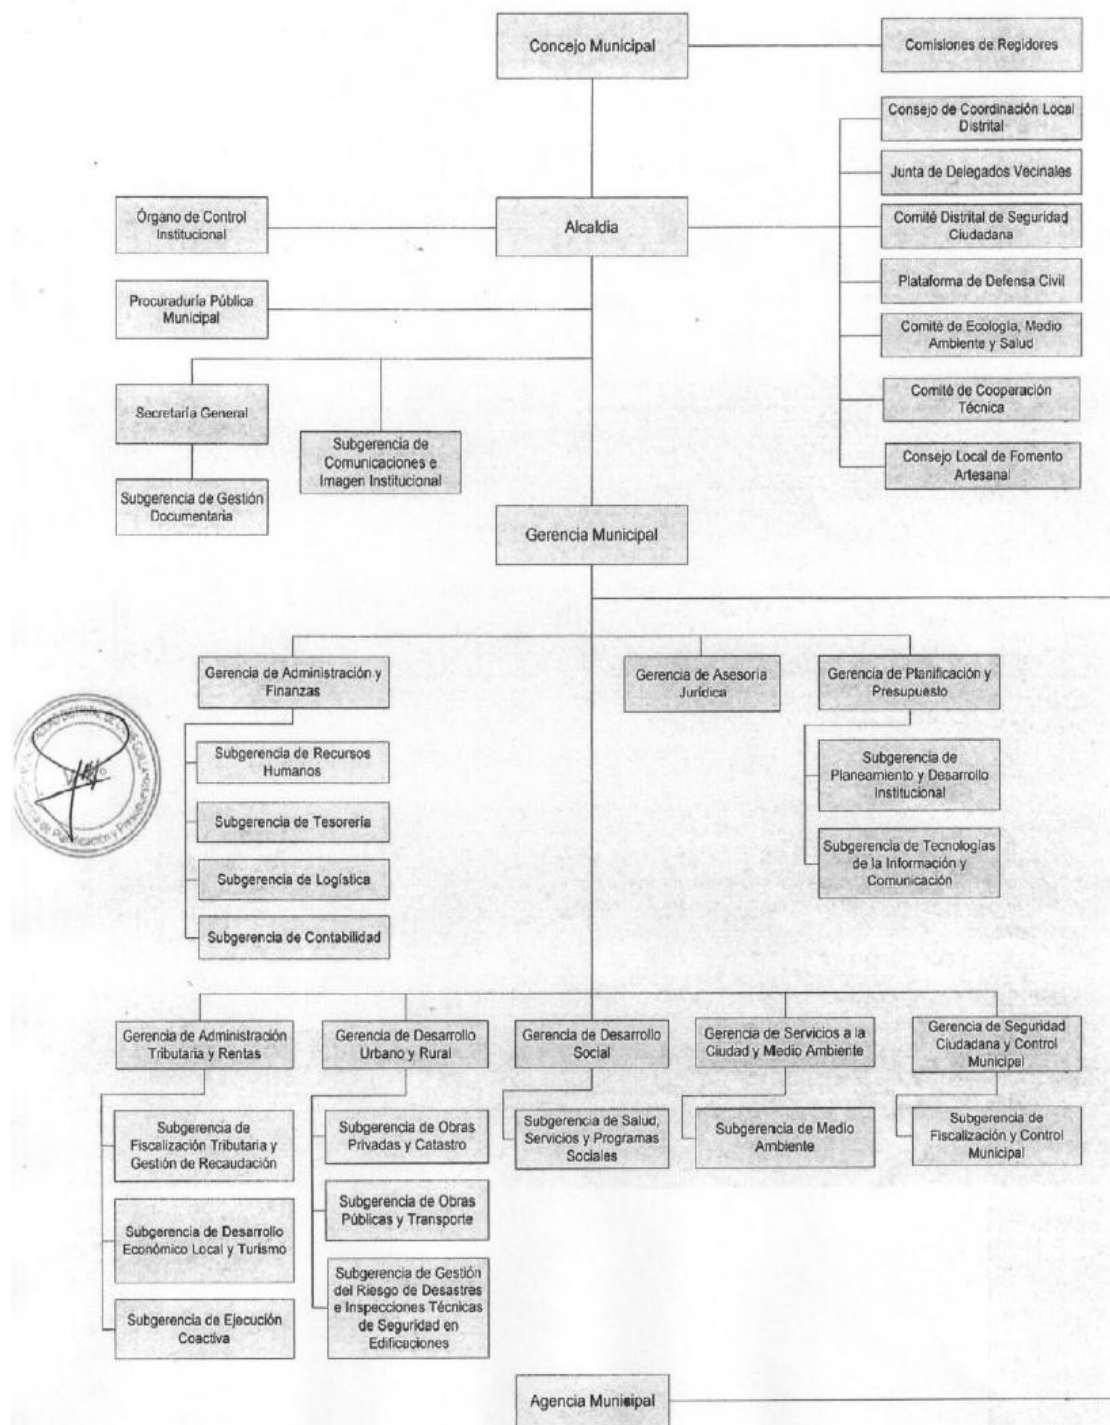 Concejo Municipal
Comisiones de Regidores
Consejo de Coordinación Local
Distrital
Junta de Delegados Vecinales
Órgano de Control
Institucional
Alcaldia
Comité Distrital de Seguridad
Ciudadana
Plataforma de Defensa Civil
Procuraduría Pública
Municipal
Comité de Ecología, Medio
Ambiente y Salud
Secretaría General
Comité de Cooperación
Técnica
Subgerencia de
Comunicaciones e
Imagen Institucional
Consejo Local de Fomento
Artesanal
Subgerencia de Gestión
Documentaria
Gerencia Municipal
Gerencia de Administración y
Finanzas
Gerencia de Asesoria
Jurídica
Gerencia de Planificación y
Presupuesto
Subgerencia de Recursos
Humanos
Subgerencia de Tesorería
Subgerencia de Logística
Subgerencia de Contabilidad
Subgerencia de
Planeamiento y Desarrollo
Institucional
Subgerencia de Tecnologías
de la Información y
Comunicación
Gerencia de Administración
Tributaria y Rentas
Gerencia de Desarrollo
Urbano y Rural
Gerencia de Desarrollo
Social
Gerencia de Servicios a la
Ciudad y Medio Ambiente
Gerencia de Seguridad
Ciudadana y Control
Municipal
Subgerencia de
Fiscalización Tributaria y
Gestión de Recaudación
Subgerencia de Desarrollo
Económico Local y Turismo
Subgerencia de Ejecución
Coactiva
Subgerencia de Obras
Privadas y Catastro
Subgerencia de Obras
Públicas y Transporte
Subgerencia de Gestión
del Riesgo de Desastres
e Inspecciones Técnicas
de Seguridad en
Edificaciones
Subgerencia de Salud,
Servicios y Programas
Sociales
Subgerencia de Medio
Ambiente
Subgerencia de
Fiscalización y Control
Municipal
Agencia Municipal
de Planificación y Presupuesto